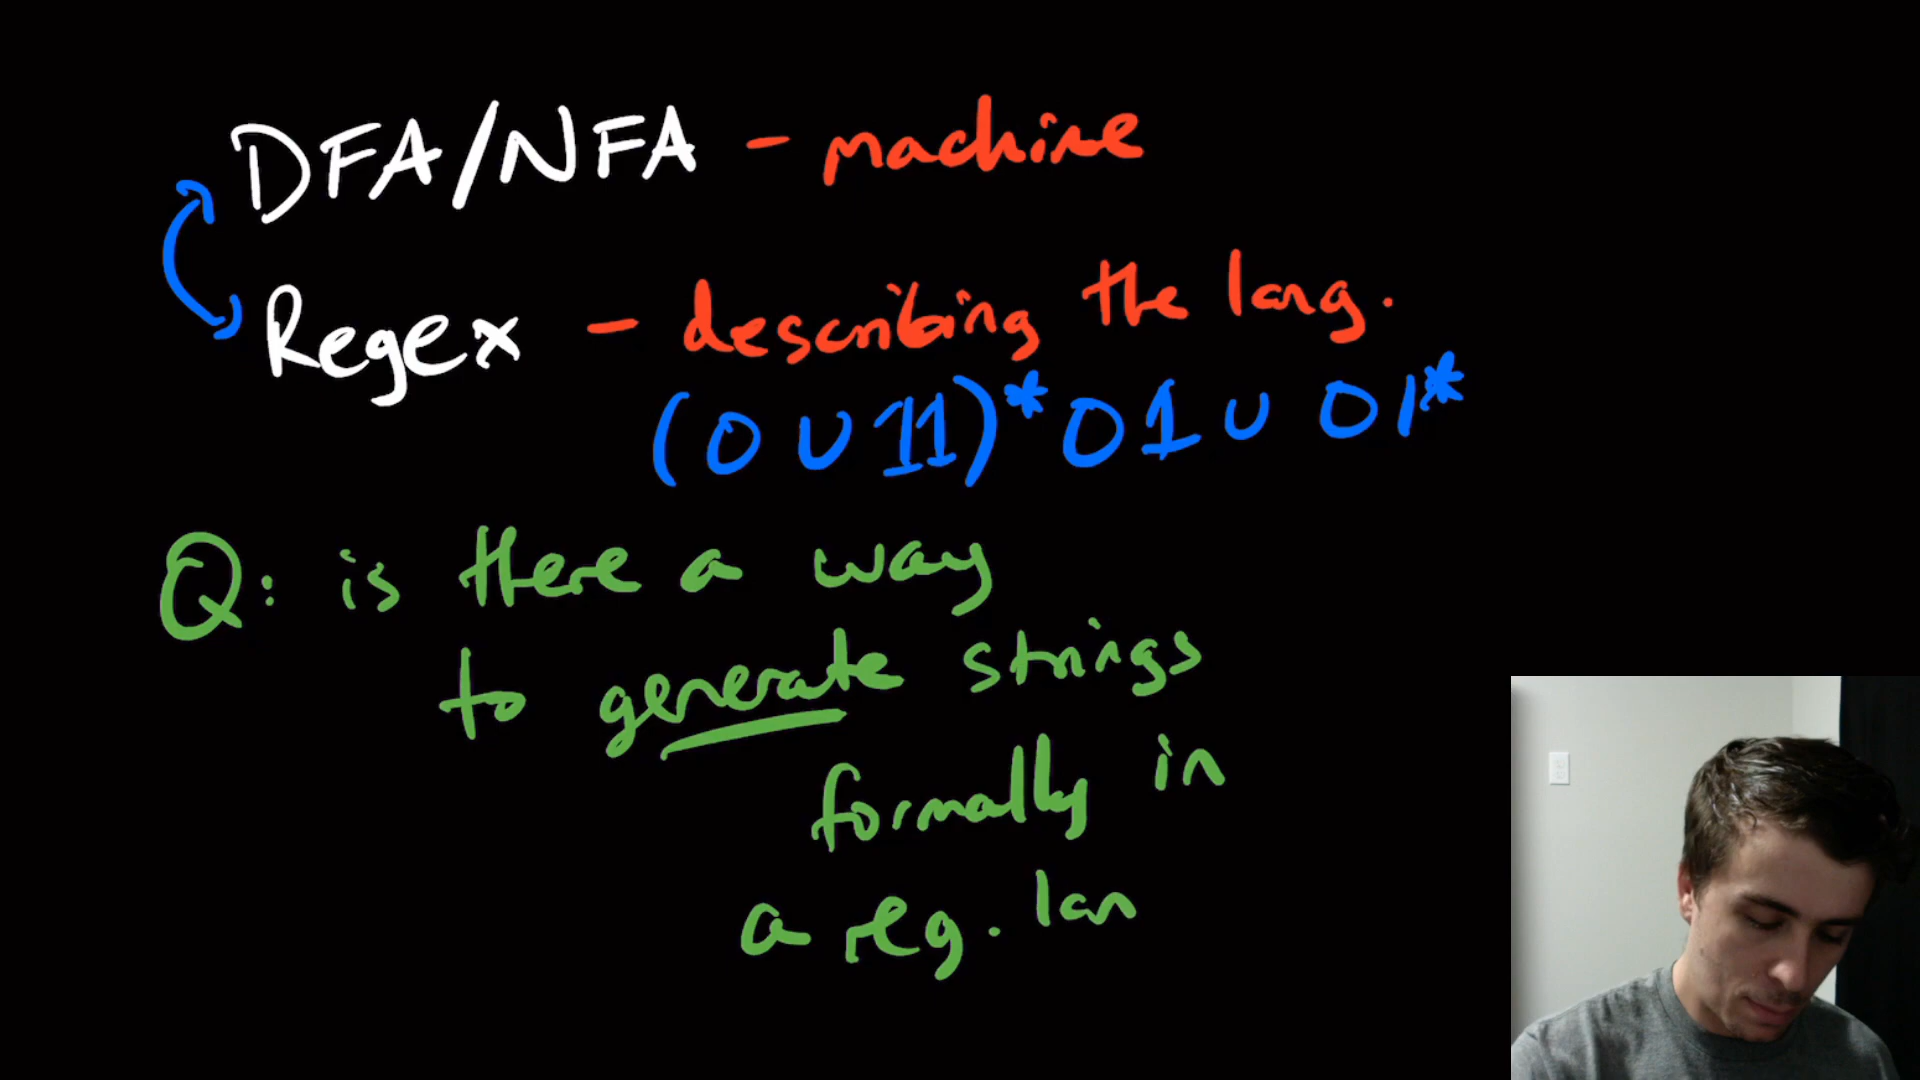 DFA/NFA - machine
Regex - describing the lang.
(0 ∪ 11)* 01 ∪ 01*
Q: is there a way
to generate strings
formally in
a reg. lan